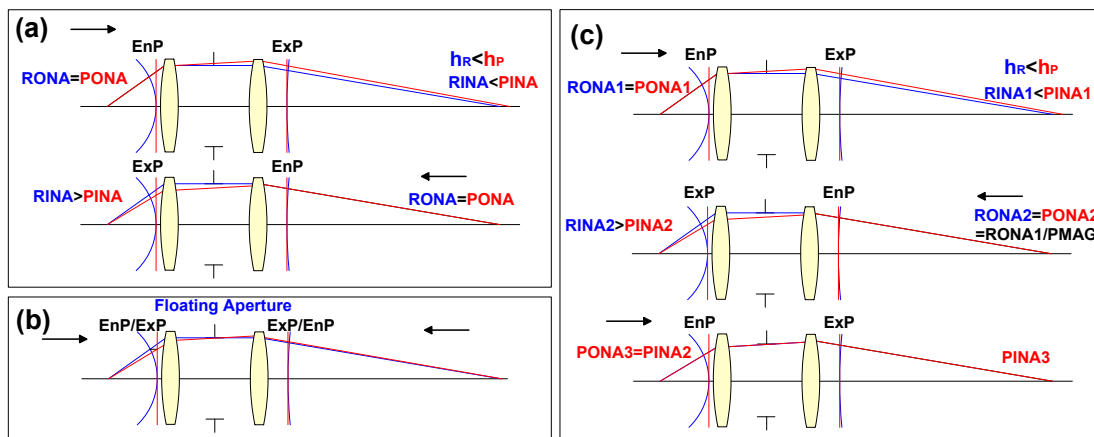 (a)
EnP
ExP
RONA=PONA
hR<hP
RINA<PINA
ExP
EnP
RINA>PINA
RONA=PONA
(b)
Floating Aperture
EnP/ExP
ExP/EnP
(c)
EnP
ExP
RONA1=PONA1
hR<hP
RINA1<PINA1
ExP
EnP
RINA2>PINA2
RONA2=PONA2
=RONA1/PMAG
EnP
ExP
PONA3=PINA2
PINA3